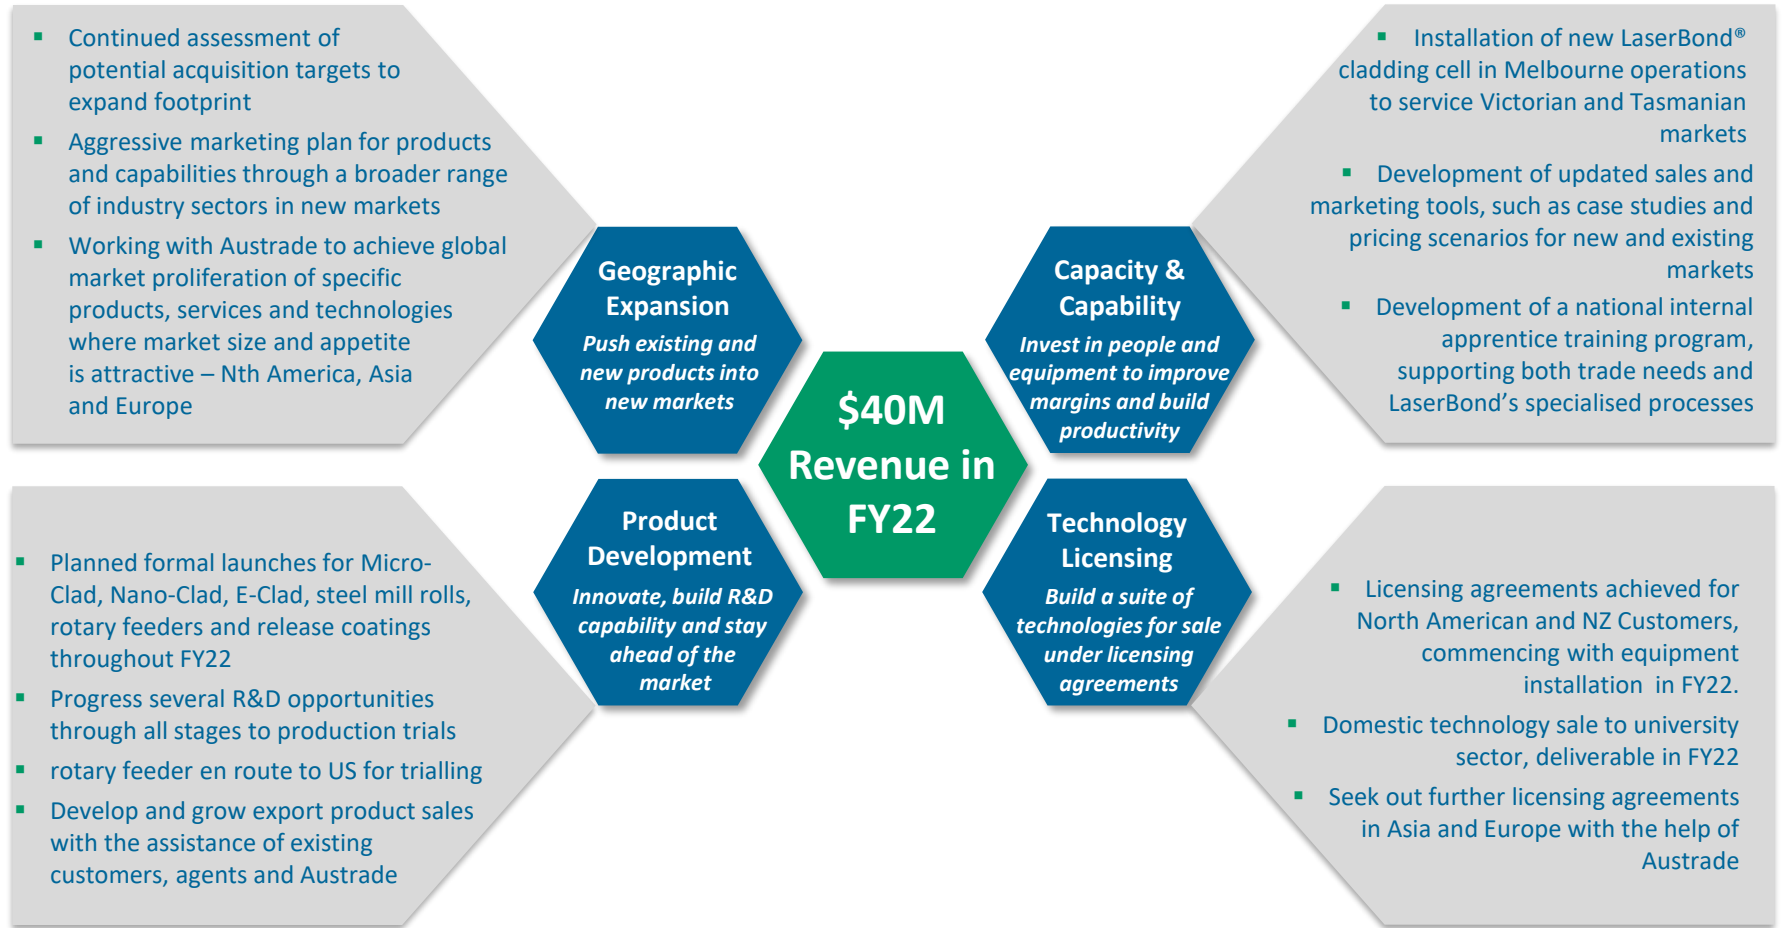 ▪ Continued assessment of
potential acquisition targets to
expand footprint
▪ Aggressive marketing plan for products
and capabilities through a broader range
of industry sectors in new markets
▪ Working with Austrade to achieve global
market proliferation of specific
products, services and technologies
where market size and appetite
is attractive – Nth America, Asia
and Europe
Geographic
Expansion
Push existing and
new products into
new markets
▪ Installation of new LaserBond®
cladding cell in Melbourne operations
to service Victorian and Tasmanian
markets
▪ Development of updated sales and
marketing tools, such as case studies and
pricing scenarios for new and existing
markets
▪ Development of a national internal
apprentice training program,
supporting both trade needs and
LaserBond’s specialised processes
Capacity &
Capability
Invest in people and
equipment to improve
margins and build
productivity
$40M
Revenue in
FY22
▪ Planned formal launches for Micro-
Clad, Nano-Clad, E-Clad, steel mill rolls,
rotary feeders and release coatings
throughout FY22
▪ Progress several R&D opportunities
through all stages to production trials
▪ rotary feeder en route to US for trialling
▪ Develop and grow export product sales
with the assistance of existing
customers, agents and Austrade
Product
Development
Innovate, build R&D
capability and stay
ahead of the
market
Technology
Licensing
Build a suite of
technologies for sale
under licensing
agreements
▪ Licensing agreements achieved for
North American and NZ Customers,
commencing with equipment
installation in FY22.
▪ Domestic technology sale to university
sector, deliverable in FY22
▪ Seek out further licensing agreements
in Asia and Europe with the help of
Austrade